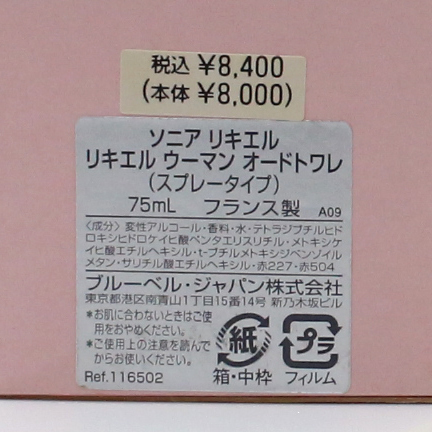 税込 ¥8,400
(本体 ¥8,000)
ソニア リキエル
リキエル ウーマン オードトワレ
(スプレータイプ)
75mL フランス製 A09
〈成分〉変性アルコール・香料・水・テトラジブチルヒド
ロキシヒドロケイヒ酸ペンタエリスリチル・メトキシケ
イヒ酸エチルヘキシル・t-ブチルメトキシジベンゾイル
メタン・サリチル酸エチルヘキシル・赤227・赤504
ブルーベル・ジャパン株式会社
東京都港区南青山1丁目15番14号 新乃木坂ビル
*お肌に合わないときはご使
用をおやめください。
*ご使用上の注意を読んで
からお使いください。
Ref.116502
紙
箱・中枠
プラ
フィルム